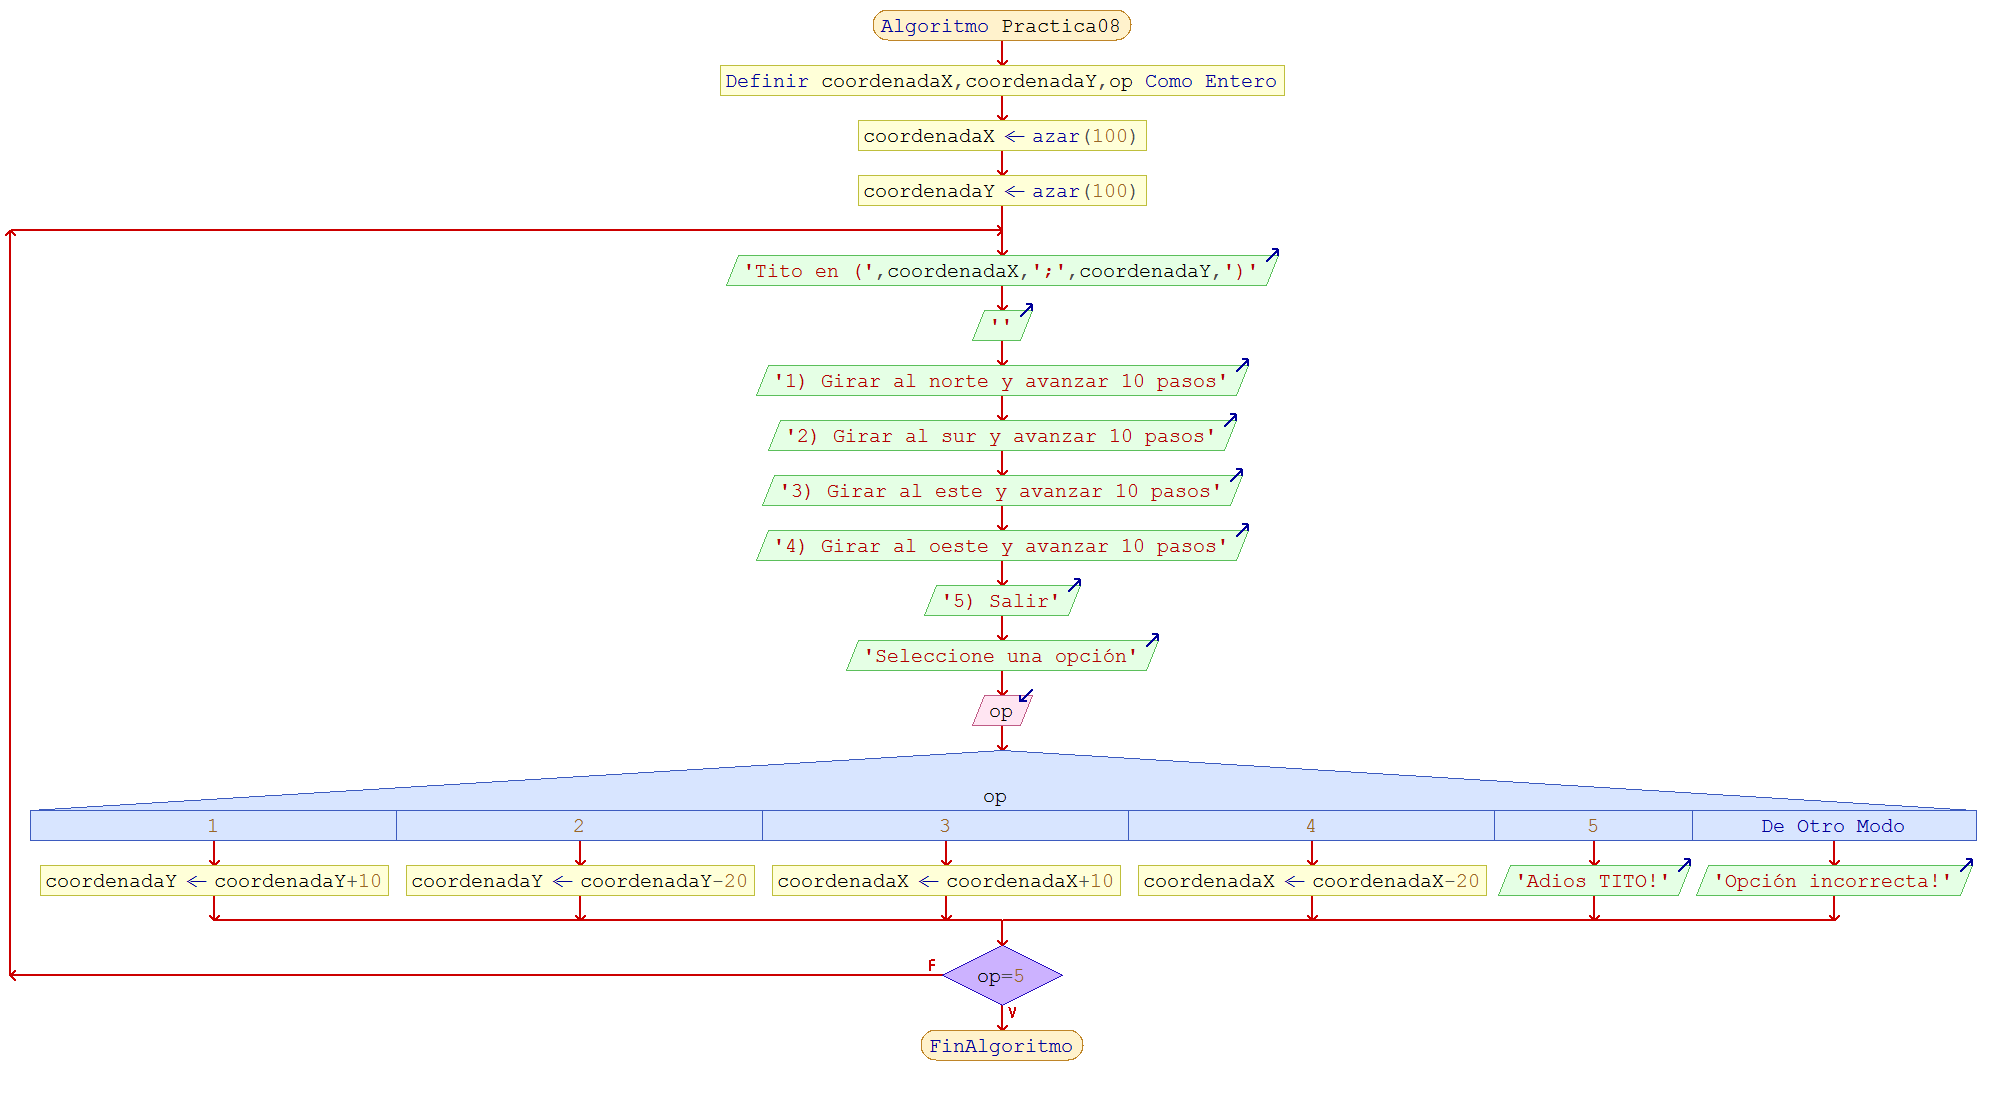 Algoritmo Practica08
Definir coordenadaX,coordenadaY,op Como Entero
coordenadaX ← azar(100)
coordenadaY ← azar(100)
'Tito en (',coordenadaX,';',coordenadaY,')'
''
'1) Girar al norte y avanzar 10 pasos'
'2) Girar al sur y avanzar 10 pasos'
'3) Girar al este y avanzar 10 pasos'
'4) Girar al oeste y avanzar 10 pasos'
'5) Salir'
'Seleccione una opción'
op
op
1 2 3 4 5 De Otro Modo
coordenadaY ← coordenadaY+10 coordenadaY ← coordenadaY-20 coordenadaX ← coordenadaX+10 coordenadaX ← coordenadaX-20 'Adios TITO!' 'Opción incorrecta!'
F
op=5
V
FinAlgoritmo